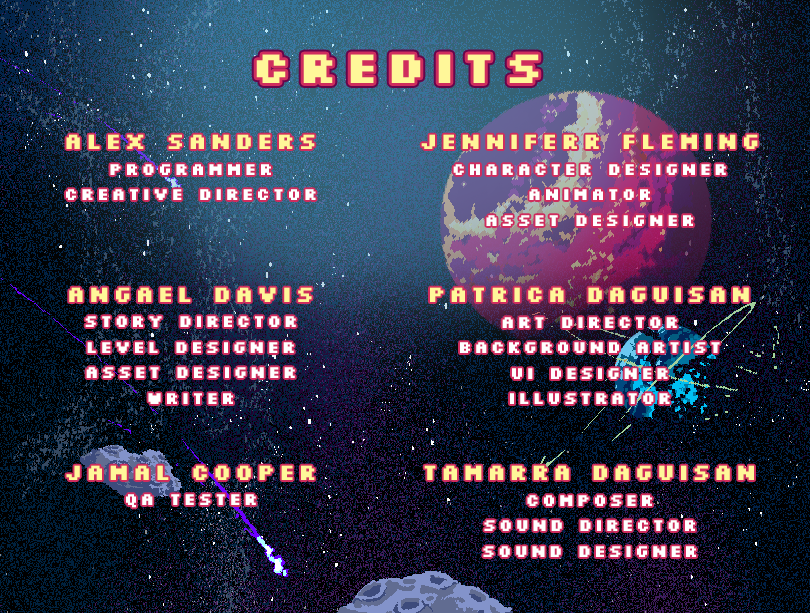 CREDITS
ALEX SANDERS
PROGRAMMER
CREATIVE DIRECTOR
JENNIFERR FLEMING
CHARACTER DESIGNER
ANIMATOR
ASSET DESIGNER
ANGAEL DAVIS
STORY DIRECTOR
LEVEL DESIGNER
ASSET DESIGNER
WRITER
PATRICA DAGUISAN
ART DIRECTOR
BACKGROUND ARTIST
UI DESIGNER
ILLUSTRATOR
JAMAL COOPER
QA TESTER
TAMARRA DAGUISAN
COMPOSER
SOUND DIRECTOR
SOUND DESIGNER